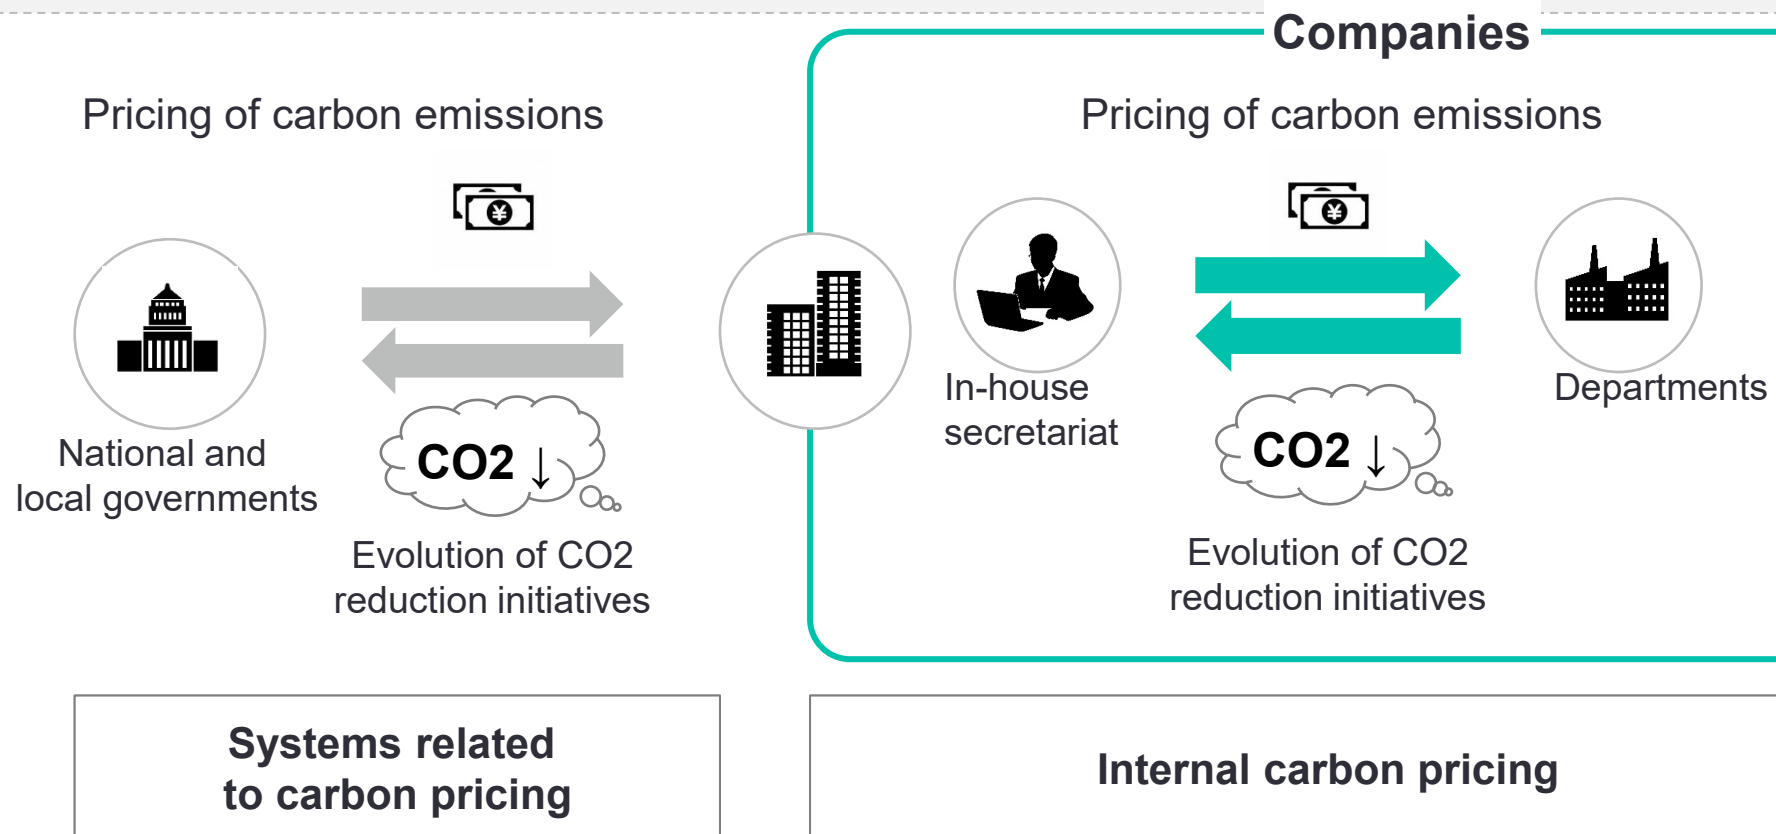 Companies
Pricing of carbon emissions
Pricing of carbon emissions
¥
¥
National and
local governments
In-house
secretariat
Departments
CO2 ↓
CO2 ↓
Evolution of CO2
reduction initiatives
Evolution of CO2
reduction initiatives
Systems related
to carbon pricing
Internal carbon pricing